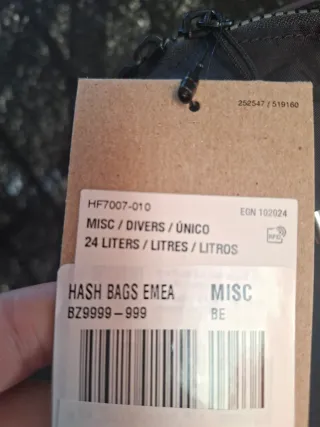 252547 / 519160
HF7007-010
EGN 102024
MISC / DIVERS / ÚNICO
24 LITERS / LITRES / LITROS
RFID
HASH BAGS EMEA MISC
BZ9999-999 BE